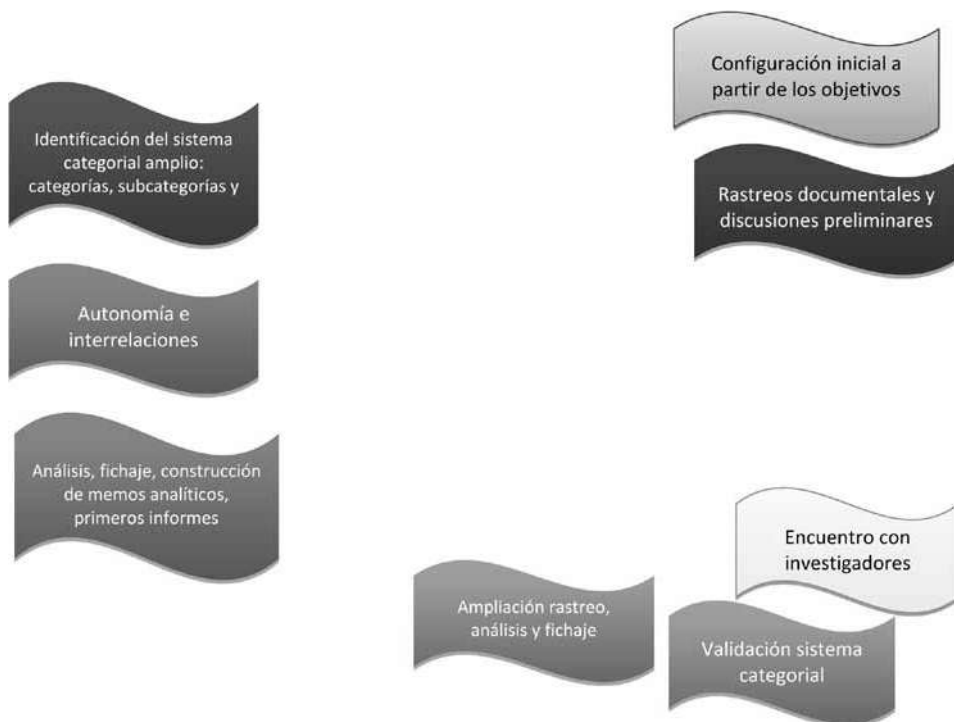 Configuración inicial a
partir de los objetivos
Rastreos documentales y
discusiones preliminares
Identificación del sistema
categorial amplio:
categorías, subcategorías y
Autonomía e
interrelaciones
Análisis, fichaje, construcción
de memos analíticos,
primeros informes
Encuentro con
investigadores
Ampliación rastreo,
análisis y fichaje
Validación sistema
categorial